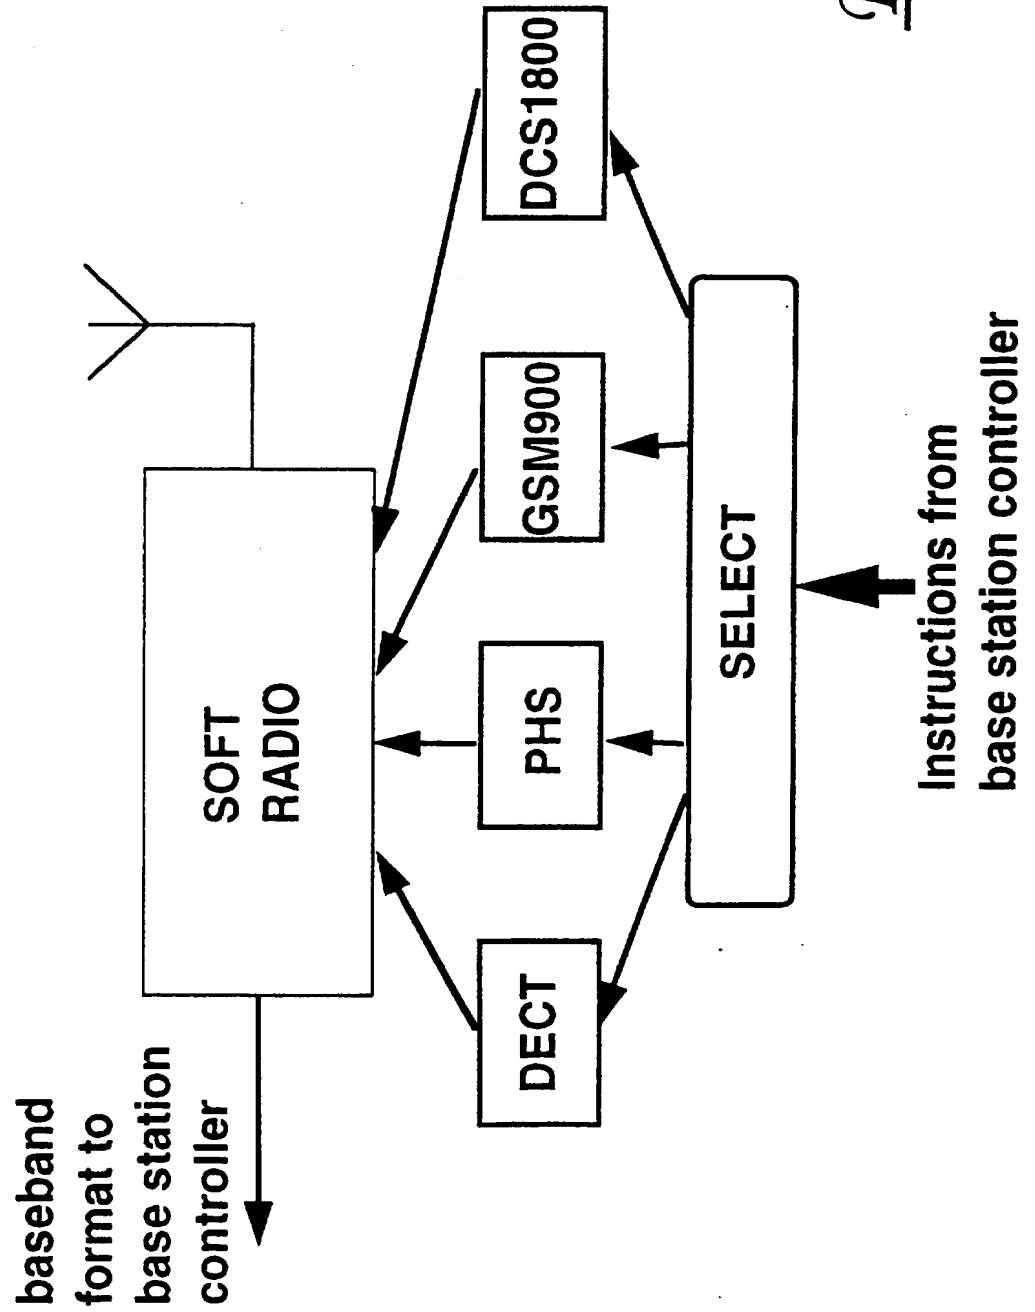 baseband
format to
base station
controller
SOFT
RADIO
DECT
PHS
GSM900
DCS1800
SELECT
Instructions from
base station controller